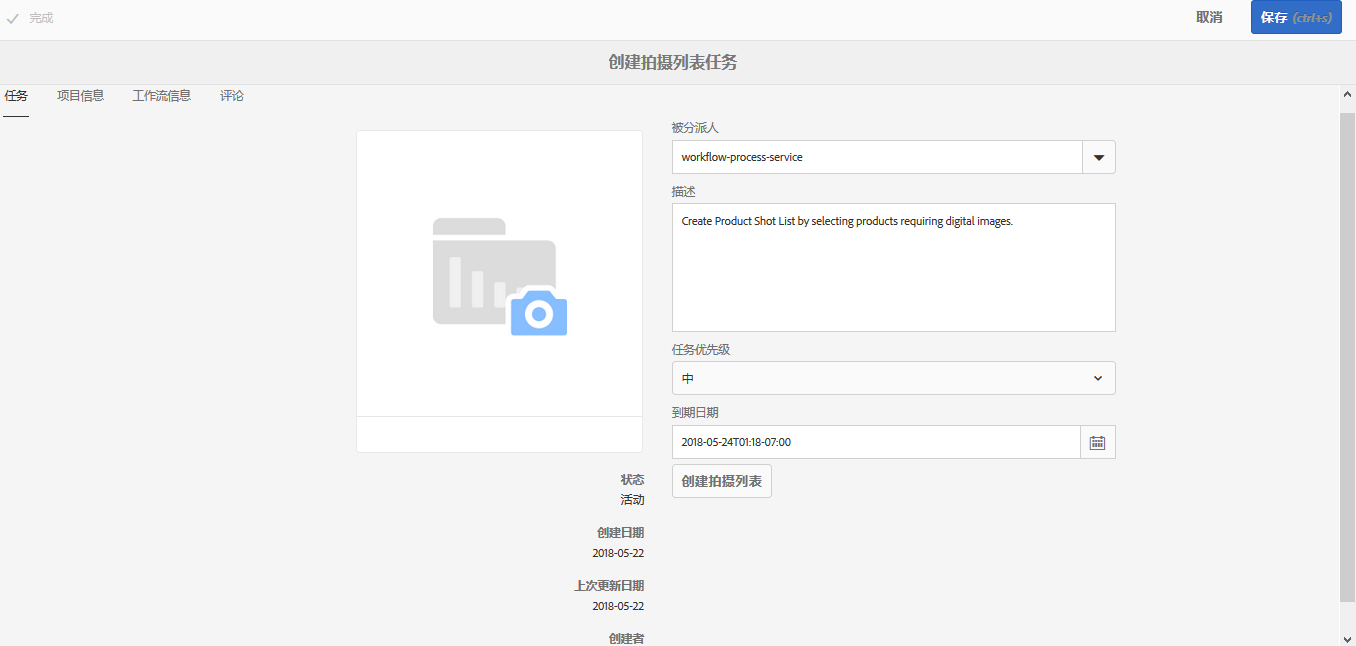 完成
取消
保存 (ctrl+s)
创建拍摄列表任务
任务 项目信息 工作流信息 评论
被分派人
workflow-process-service
描述
Create Product Shot List by selecting products requiring digital images.
任务优先级
中
到期日期
2018-05-24T01:18-07:00
创建拍摄列表
状态
活动
创建日期
2018-05-22
上次更新日期
2018-05-22
创建者